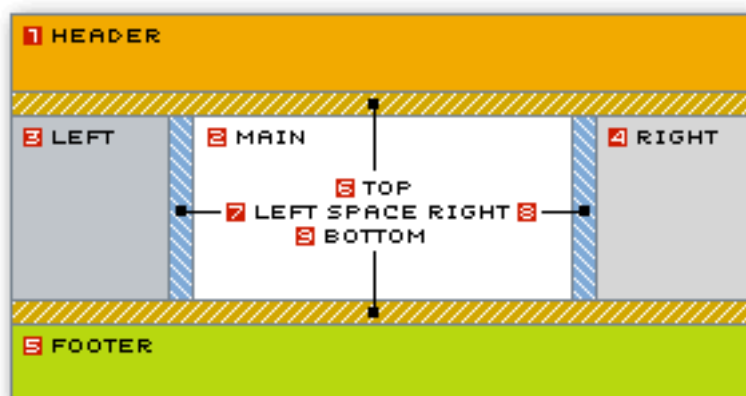 1 HEADER
3 LEFT
2 MAIN
4 RIGHT
6 TOP
7 LEFT SPACE RIGHT 8
9 BOTTOM
5 FOOTER